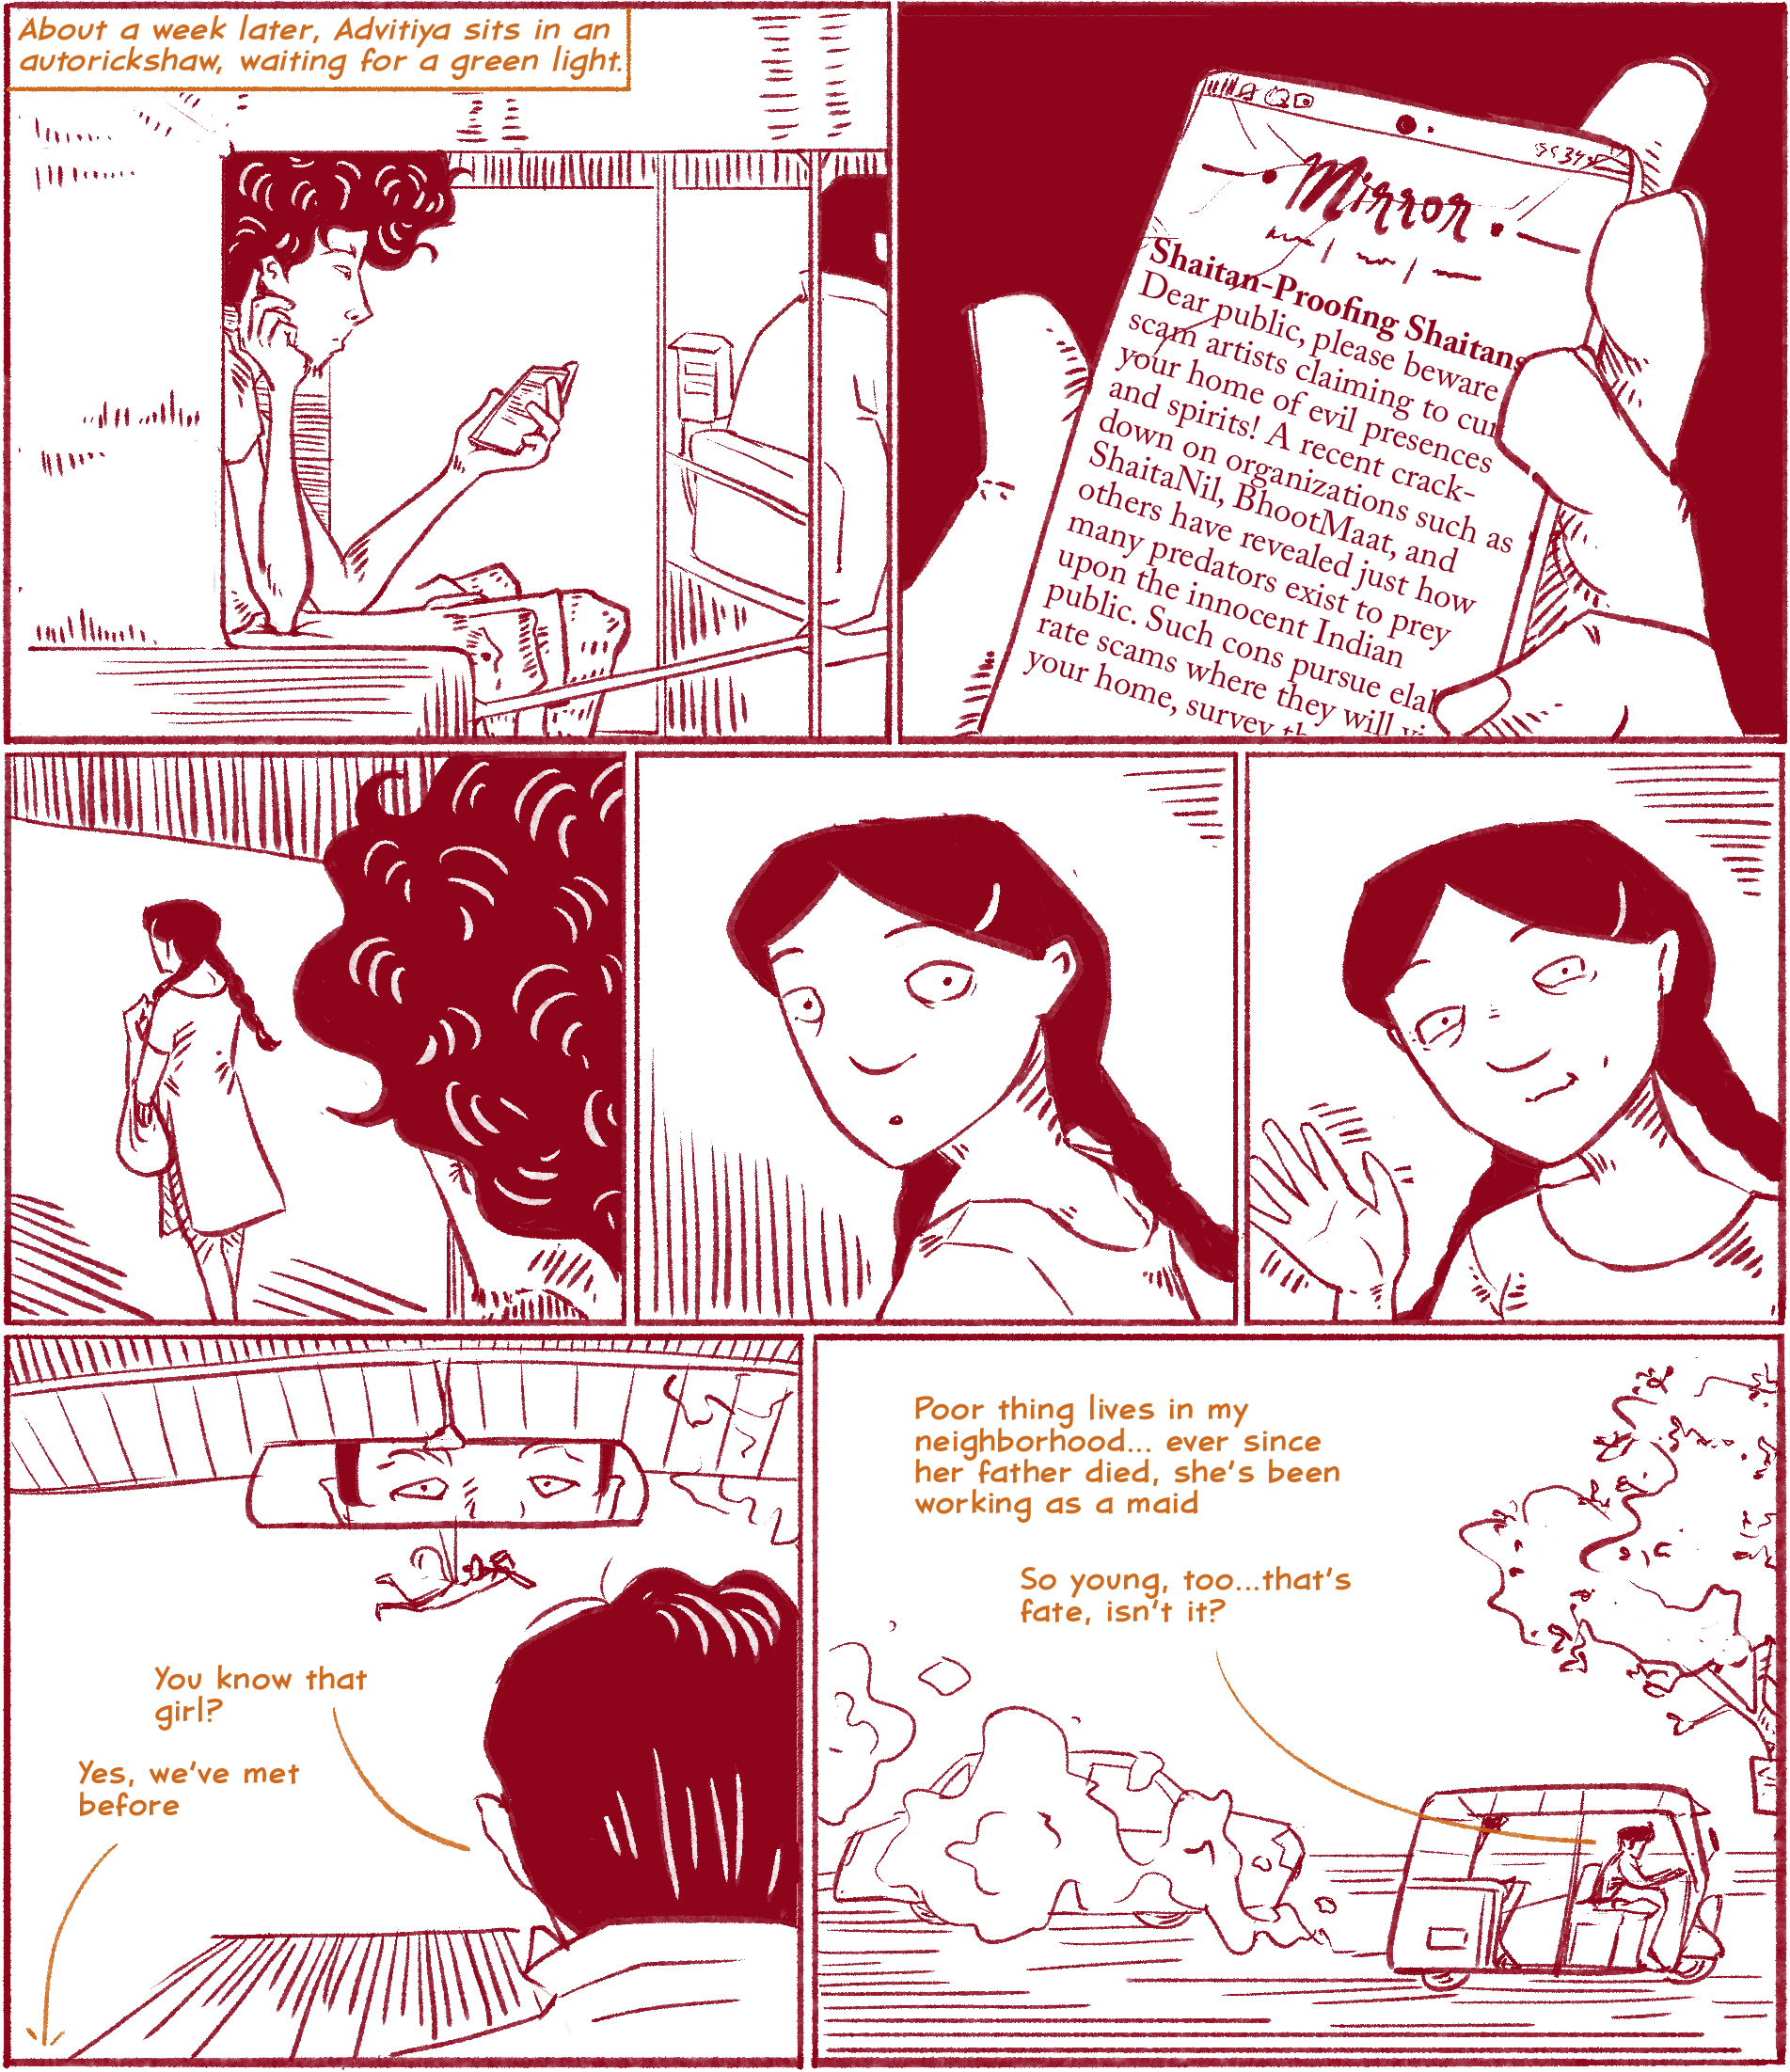 About a week later, Advitiya sits in an
autorickshaw, waiting for a green light.
Mirror
Shaitan-Proofing Shaitans
Dear public, please beware
scam artists claiming to
your home of evil presences
and spirits! A recent crack-
down on organizations such as
ShaitaNil, BhootMaat, and
others have revealed just how
many predators exist to prey
upon the innocent Indian
public. Such cons pursue
rate scams where they will
your home, survey
You know that
girl?
Yes, we've met
before
Poor thing lives in my
neighborhood... ever since
her father died, she's been
working as a maid
So young, too...that's
fate, isn't it?